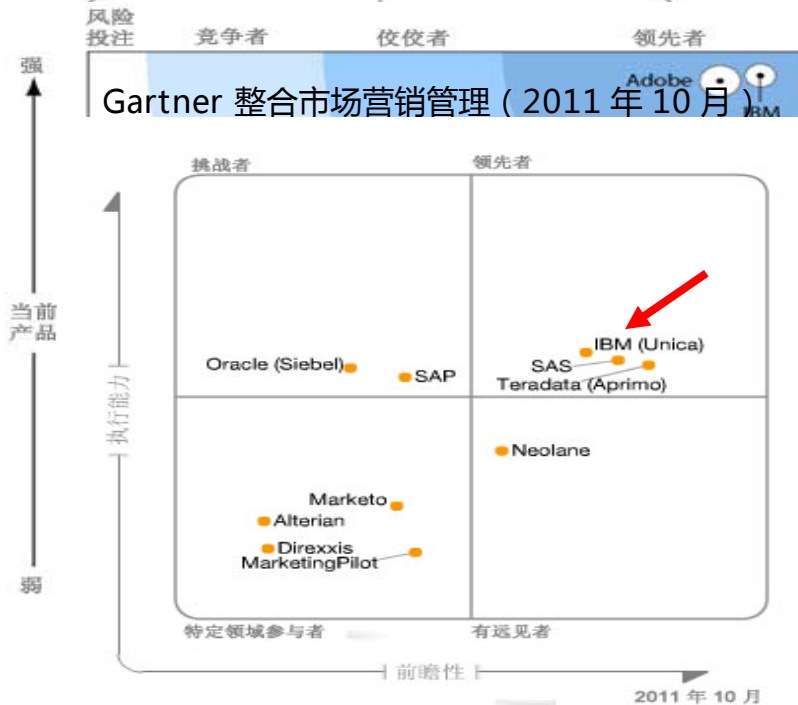 风险
投注
竞争者 佼佼者 领先者
强
Adobe
IBM
Gartner 整合市场营销管理（2011 年 10 月）
挑战者 领先者
当前
产品
执行能力
IBM (Unica)
Oracle (Siebel)
SAP
SAS
Teradata (Aprimo)
Neolane
Marketo
Alterian
Direxxis
MarketingPilot
弱
特定领域参与者 有远见者
前瞻性
2011 年 10 月